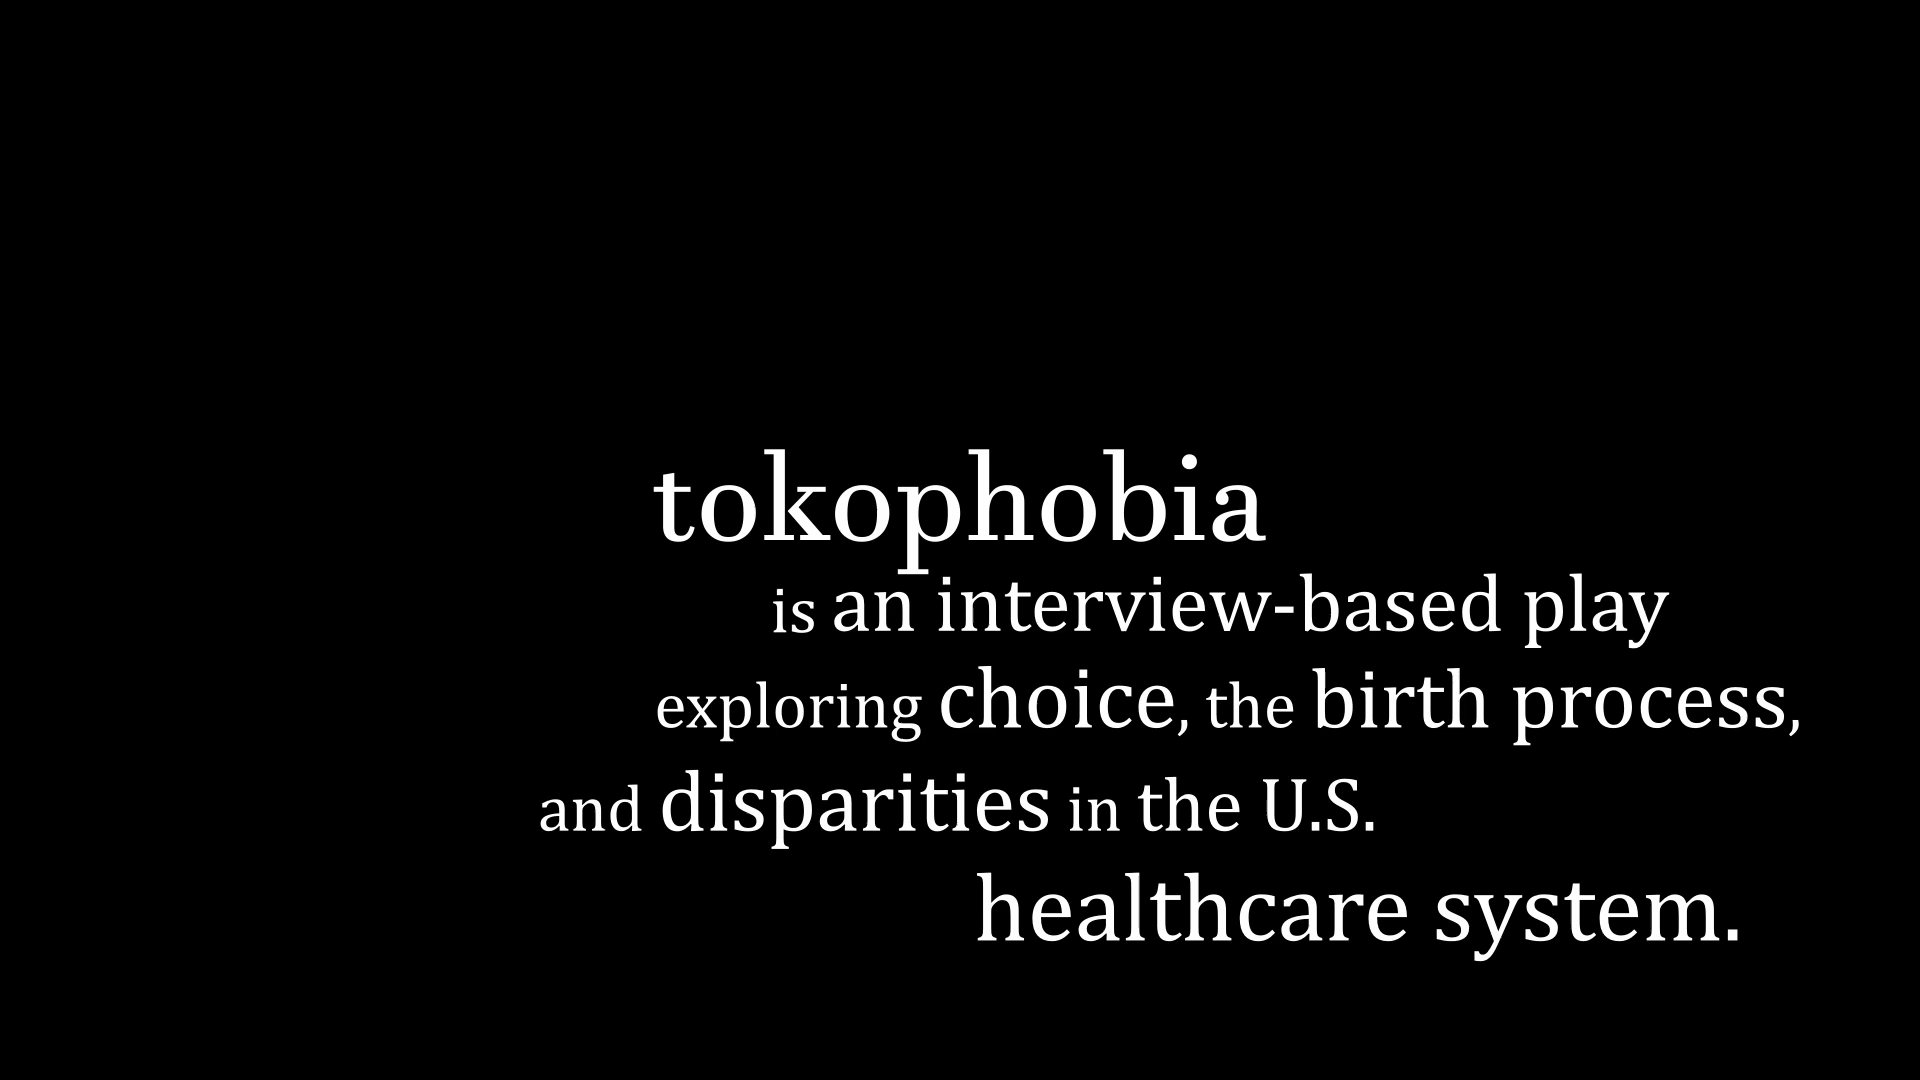 tokophobia
is an interview-based play
exploring choice, the birth process,
and disparities in the U.S.
healthcare system.